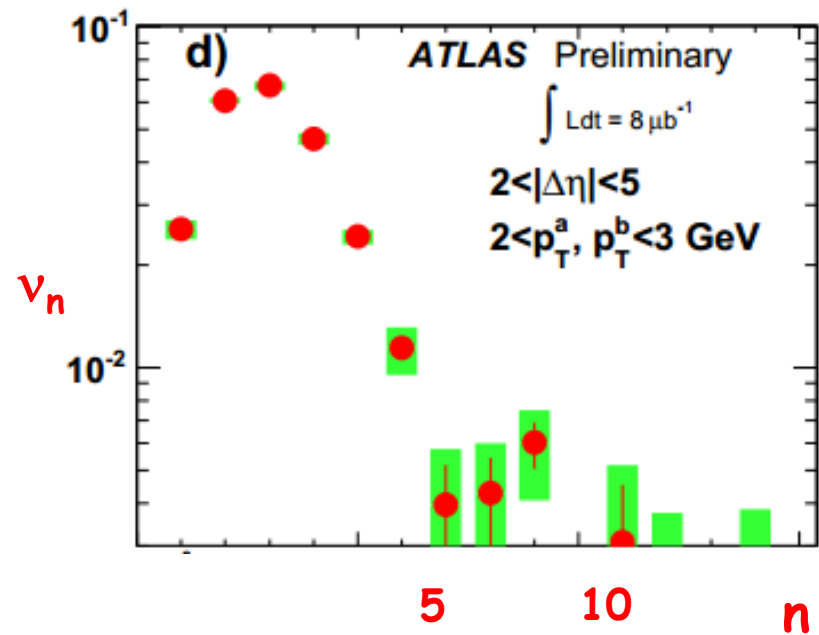 10⁻¹
d) ATLAS Preliminary
∫ Ldt = 8 μb⁻¹
2<|Δη|<5
2<p_T^a, p_T^b<3 GeV
ν_n
10⁻²
5 10 n